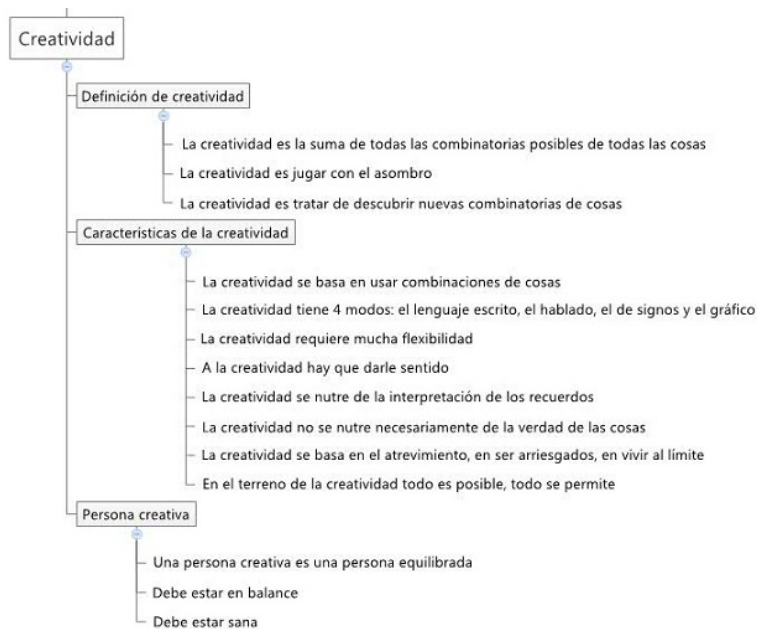 Creatividad
Definición de creatividad
La creatividad es la suma de todas las combinatorias posibles de todas las cosas
La creatividad es jugar con el asombro
La creatividad es tratar de descubrir nuevas combinatorias de cosas
Características de la creatividad
La creatividad se basa en usar combinaciones de cosas
La creatividad tiene 4 modos: el lenguaje escrito, el hablado, el de signos y el gráfico
La creatividad requiere mucha flexibilidad
A la creatividad hay que darle sentido
La creatividad se nutre de la interpretación de los recuerdos
La creatividad no se nutre necesariamente de la verdad de las cosas
La creatividad se basa en el atrevimiento, en ser arriesgados, en vivir al límite
En el terreno de la creatividad todo es posible, todo se permite
Persona creativa
Una persona creativa es una persona equilibrada
Debe estar en balance
Debe estar sana